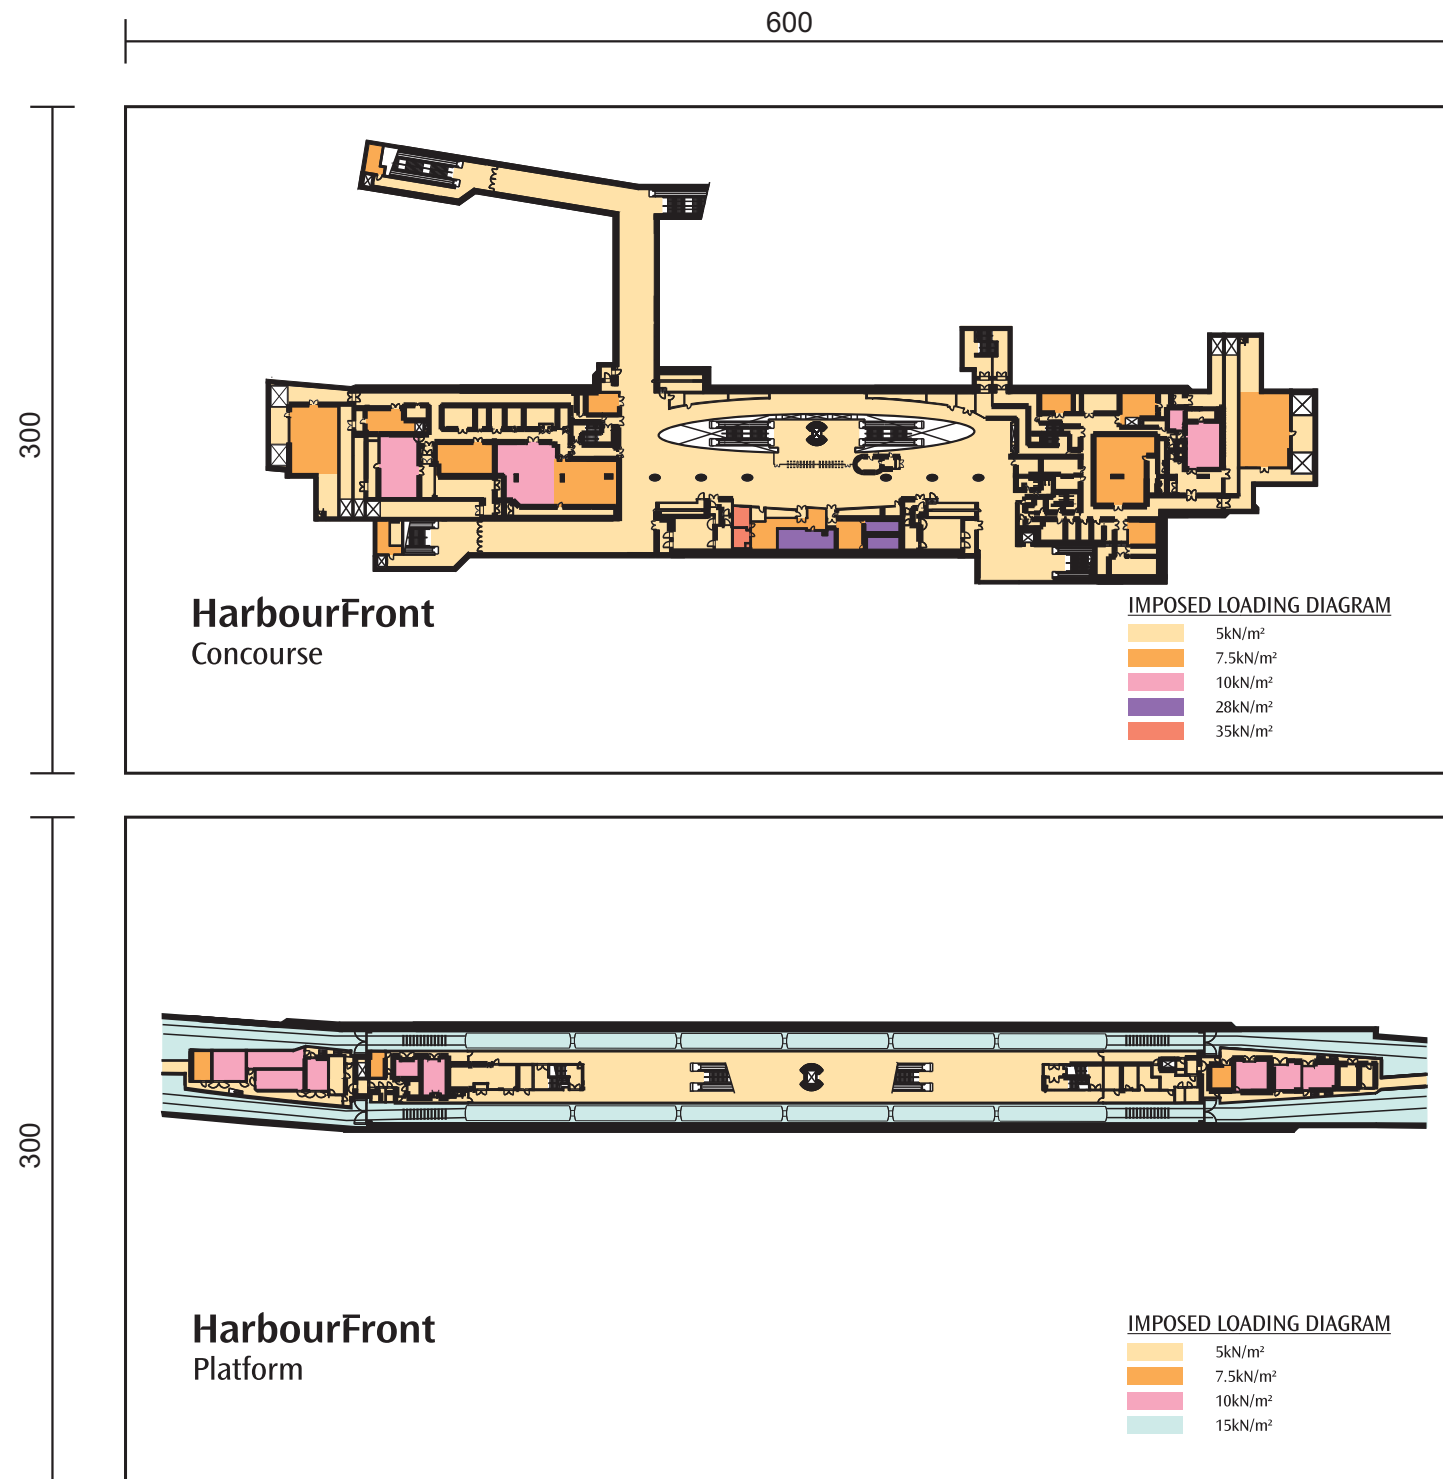 600
300
HarbourFront
Concourse
IMPOSED LOADING DIAGRAM
5kN/m²
7.5kN/m²
10kN/m²
28kN/m²
35kN/m²
300
HarbourFront
Platform
IMPOSED LOADING DIAGRAM
5kN/m²
7.5kN/m²
10kN/m²
15kN/m²